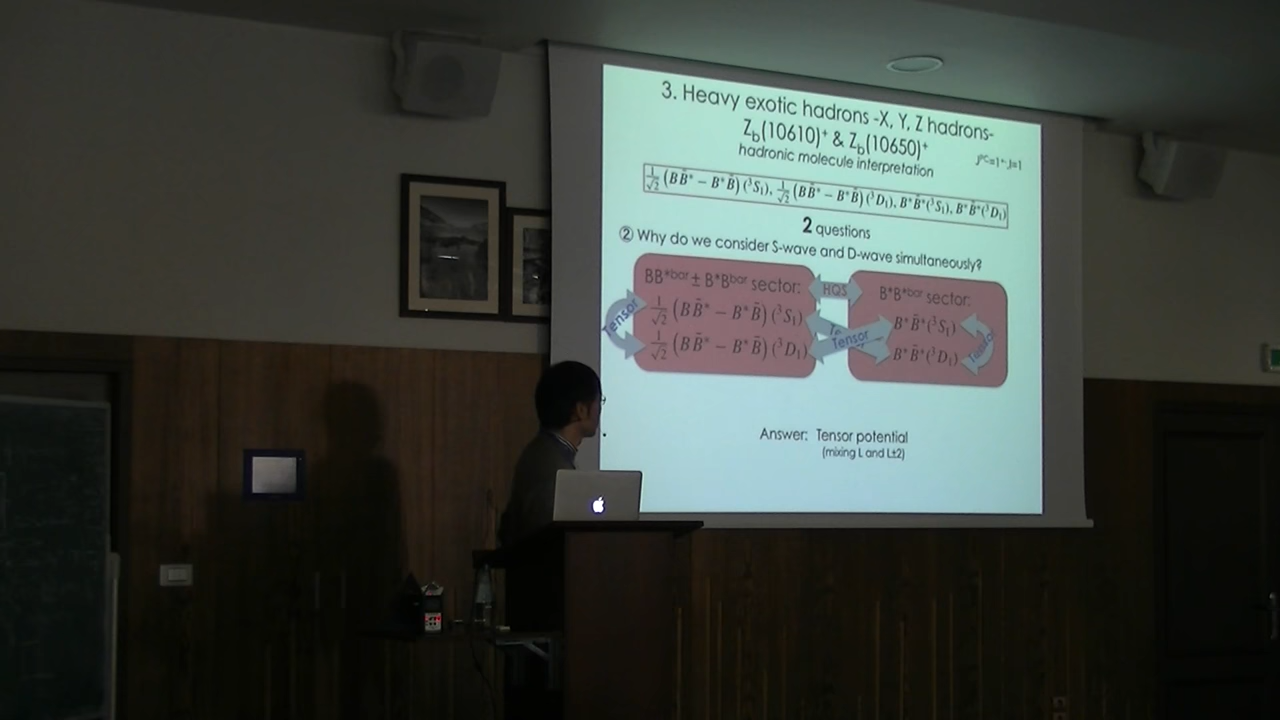 3. Heavy exotic hadrons -X, Y, Z hadrons-
Z_b(10610)⁺ & Z_b(10650)⁺
hadronic molecule interpretation
1/√2 (BB̄* − B*B̄)(³S₁), 1/√2 (BB̄* − B*B̄)(³D₁), B*B̄*(³S₁), B*B̄*(³D₁)
2 questions
② Why do we consider S-wave and D-wave simultaneously?
BB*bar ± B*Bbar sector:
1/√2 (BB̄* − B*B̄)(³S₁)
1/√2 (BB̄* − B*B̄)(³D₁)
Tensor
HQS
Tensor
B*B*bar sector:
B*B̄*(³S₁)
B*B̄*(³D₁)
Tensor
Answer: Tensor potential
(mixing L and L±2)